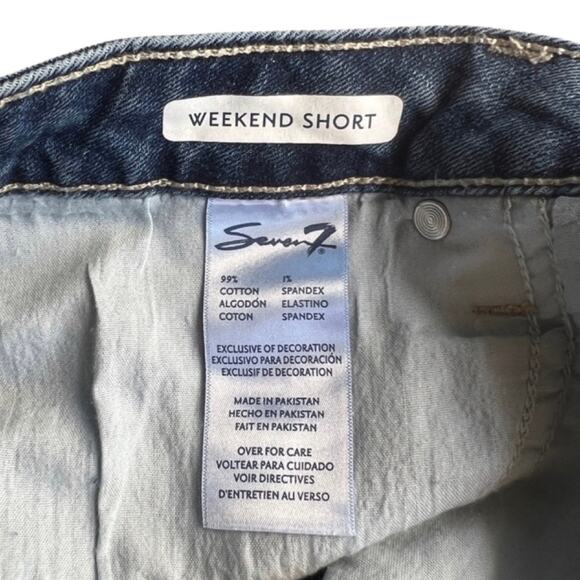 WEEKEND SHORT
Seven7®
99% 1%
COTTON SPANDEX
ALGODÓN ELASTINO
COTON SPANDEX
EXCLUSIVE OF DECORATION
EXCLUSIVO PARA DECORACIÓN
EXCLUSIF DE DECORATION
MADE IN PAKISTAN
HECHO EN PAKISTAN
FAIT EN PAKISTAN
OVER FOR CARE
VOLTEAR PARA CUIDADO
VOIR DIRECTIVES
D'ENTRETIEN AU VERSO